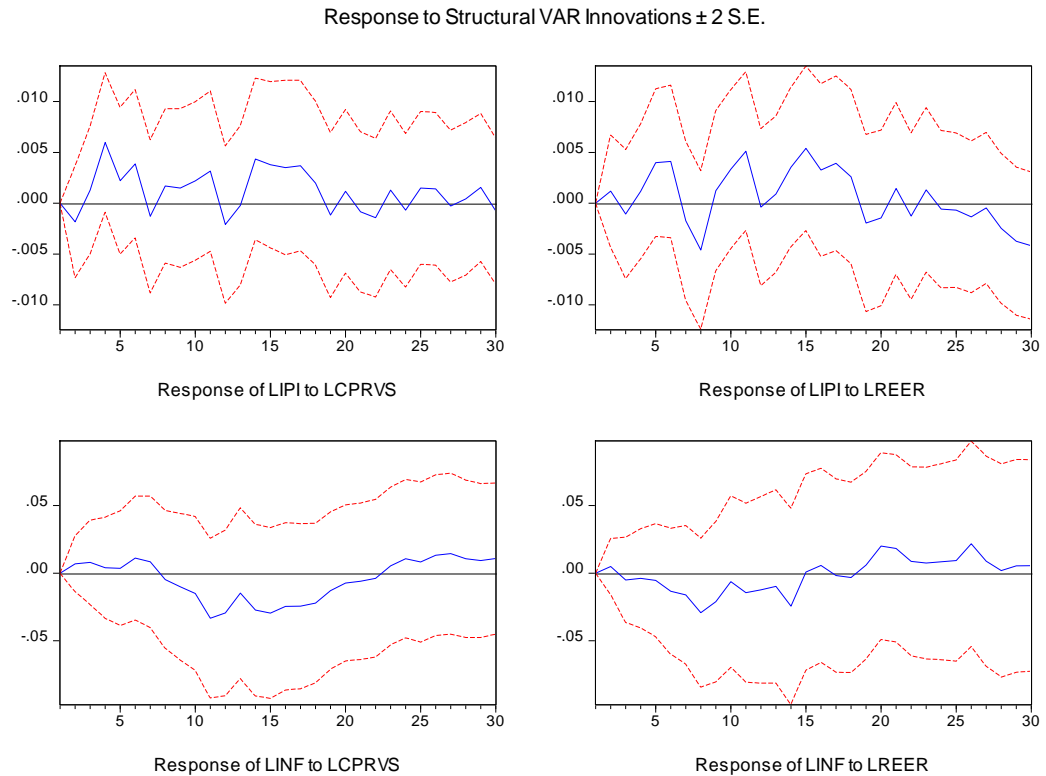 Response to Structural VAR Innovations ± 2 S.E.
.010
.005
.000
-.005
-.010
5 10 15 20 25 30
Response of LIPI to LCPRVS
.010
.005
.000
-.005
-.010
5 10 15 20 25 30
Response of LIPI to LREER
.05
.00
-.05
5 10 15 20 25 30
Response of LINF to LCPRVS
.05
.00
-.05
5 10 15 20 25 30
Response of LINF to LREER